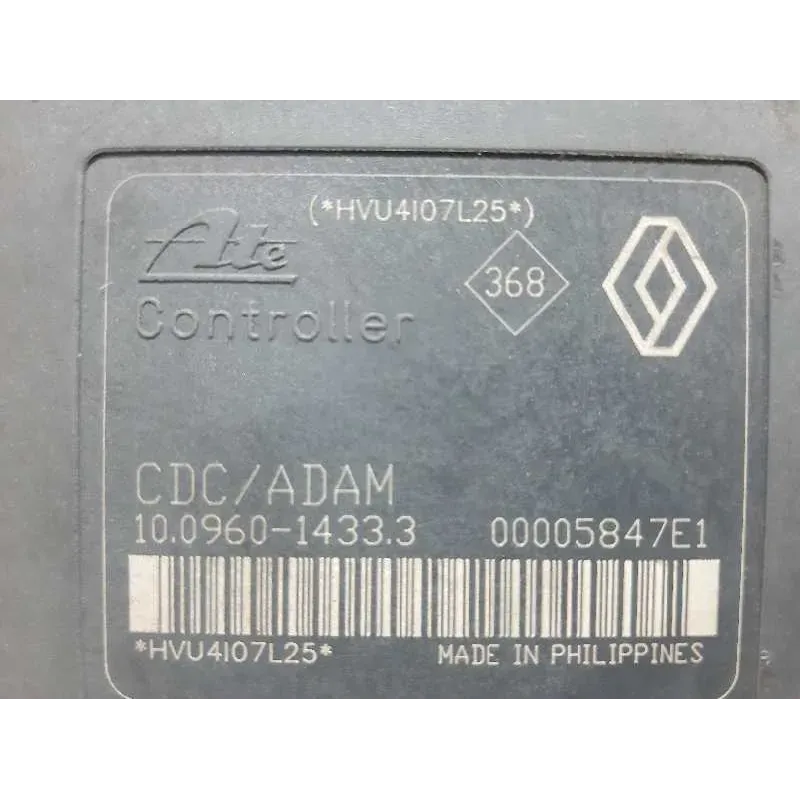 (*HVU4I07L25*)
Ate
368
Controller
CDC/ADAM
10.0960-1433.3 00005847E1
*HVU4I07L25* MADE IN PHILIPPINES